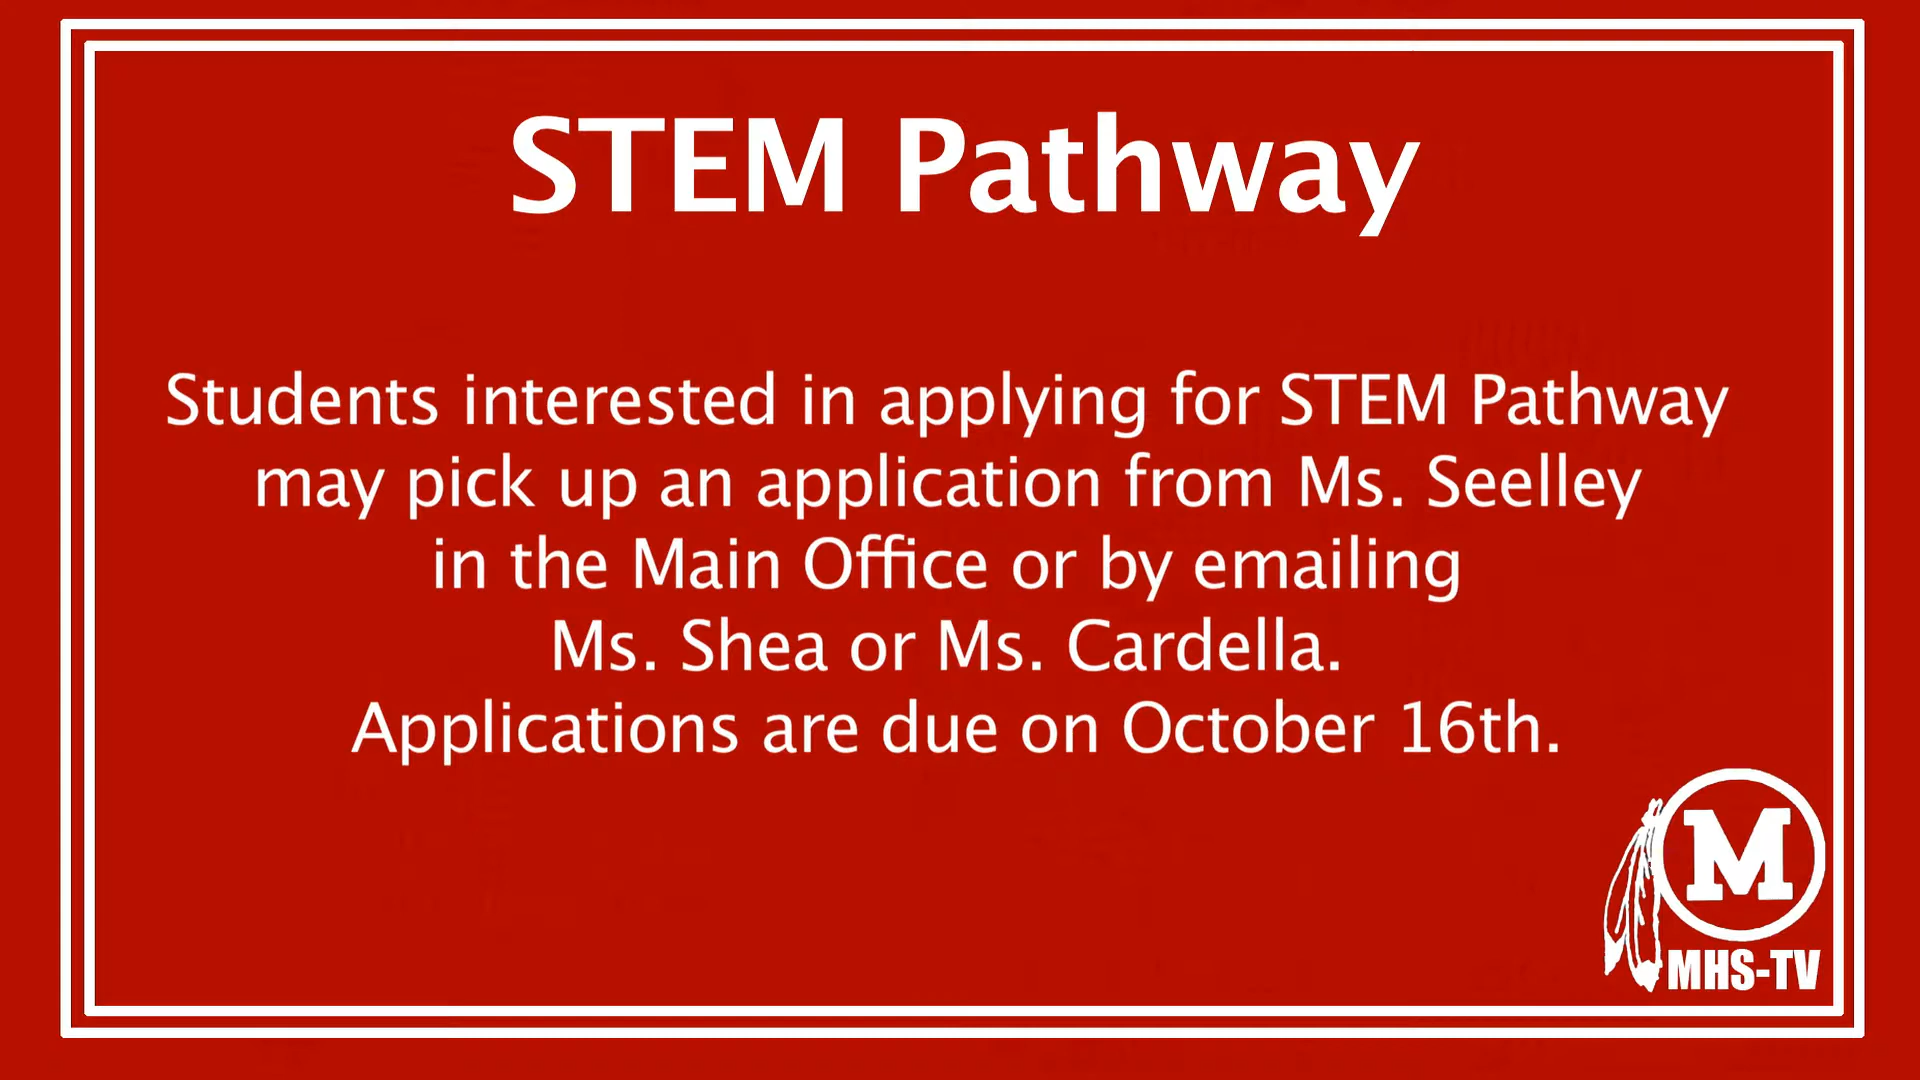 STEM Pathway
Students interested in applying for STEM Pathway
may pick up an application from Ms. Seelley
in the Main Office or by emailing
Ms. Shea or Ms. Cardella.
Applications are due on October 16th.
M
MHS-TV